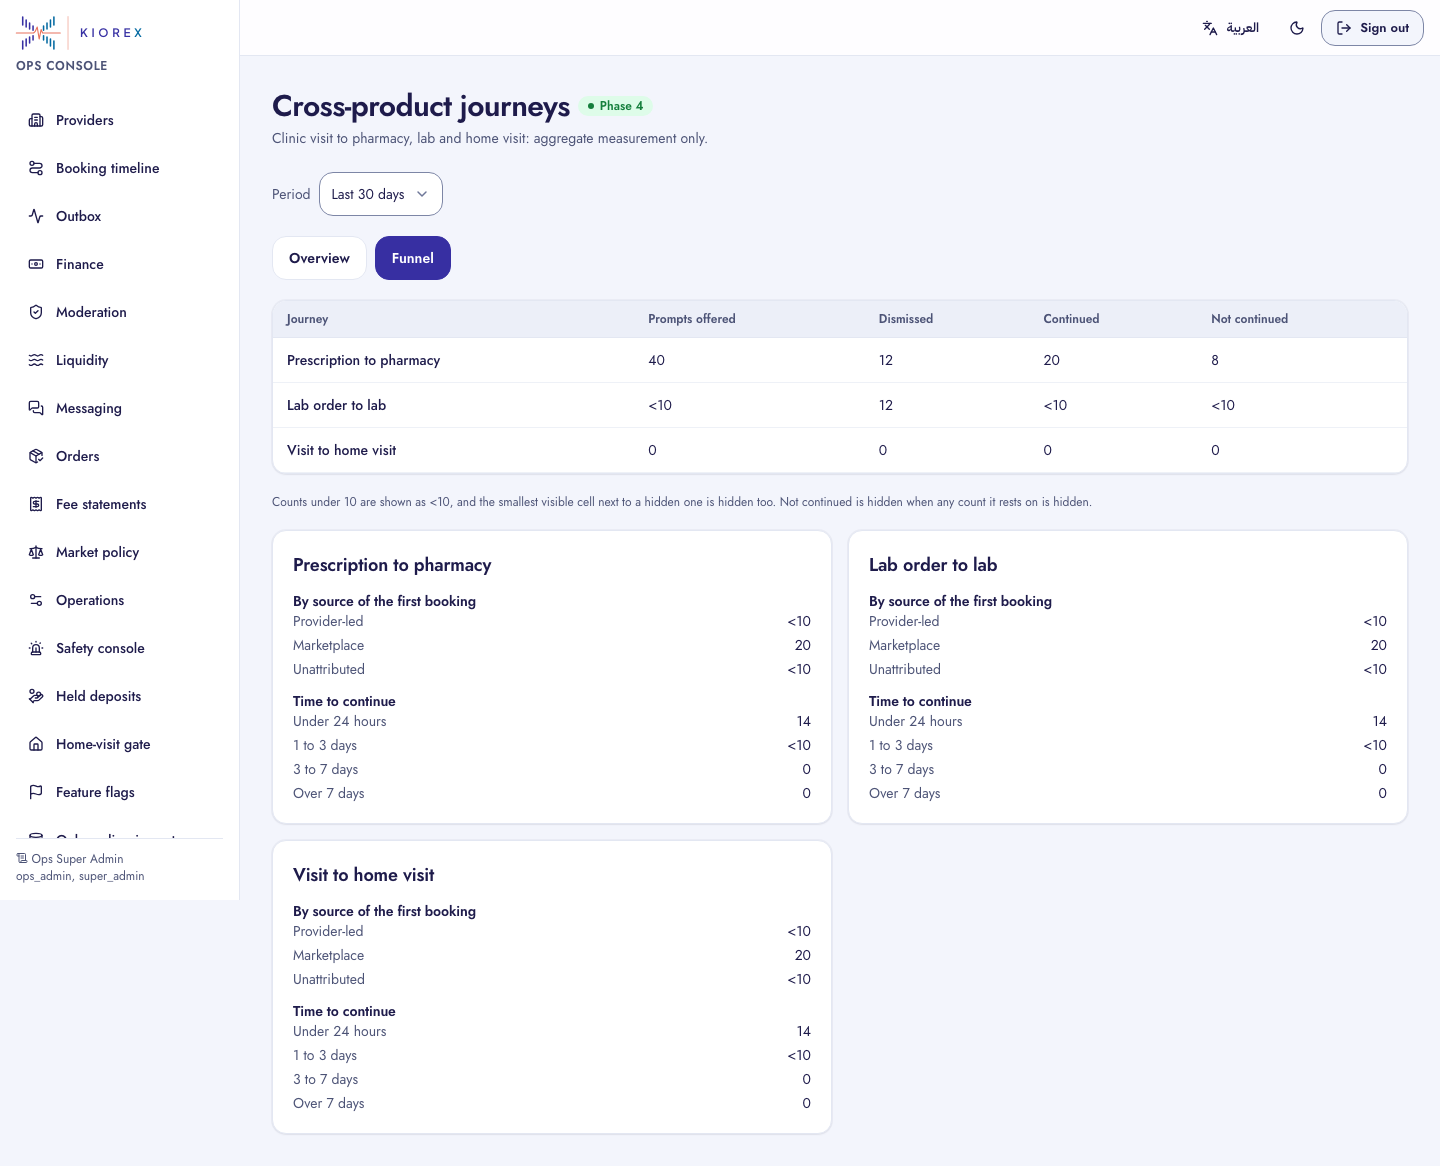 KIOREX
OPS CONSOLE
العربية
Sign out
Providers
Booking timeline
Outbox
Finance
Moderation
Liquidity
Messaging
Orders
Fee statements
Market policy
Operations
Safety console
Held deposits
Home-visit gate
Feature flags
Ops Super Admin
ops_admin, super_admin
Cross-product journeys Phase 4
Clinic visit to pharmacy, lab and home visit: aggregate measurement only.
Period Last 30 days
Overview Funnel
Journey Prompts offered Dismissed Continued Not continued
Prescription to pharmacy 40 12 20 8
Lab order to lab <10 12 <10 <10
Visit to home visit 0 0 0 0
Counts under 10 are shown as <10, and the smallest visible cell next to a hidden one is hidden too. Not continued is hidden when any count it rests on is hidden.
Prescription to pharmacy
By source of the first booking
Provider-led <10
Marketplace 20
Unattributed <10
Time to continue
Under 24 hours 14
1 to 3 days <10
3 to 7 days 0
Over 7 days 0
Lab order to lab
By source of the first booking
Provider-led <10
Marketplace 20
Unattributed <10
Time to continue
Under 24 hours 14
1 to 3 days <10
3 to 7 days 0
Over 7 days 0
Visit to home visit
By source of the first booking
Provider-led <10
Marketplace 20
Unattributed <10
Time to continue
Under 24 hours 14
1 to 3 days <10
3 to 7 days 0
Over 7 days 0